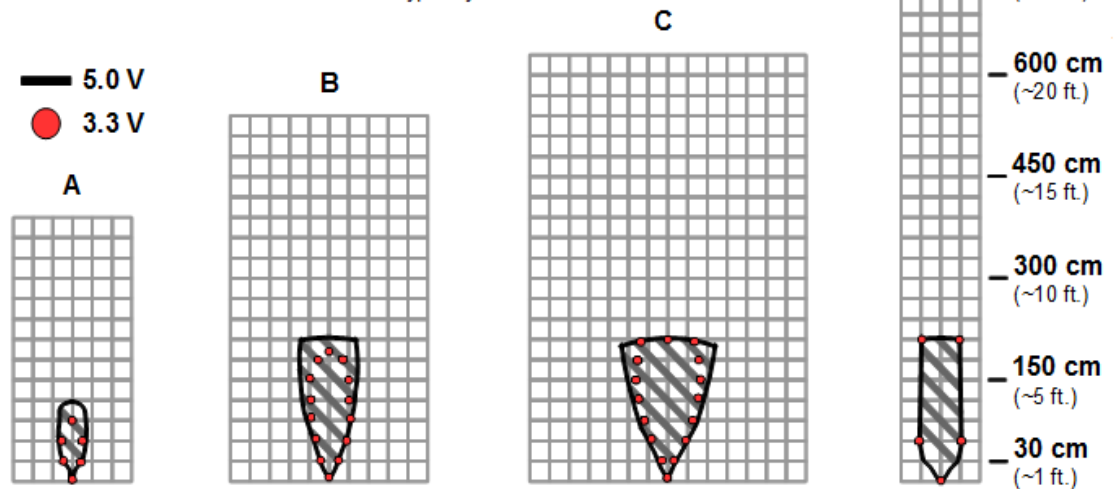 C
5.0 V
3.3 V
B
A
600 cm
(~20 ft.)
450 cm
(~15 ft.)
300 cm
(~10 ft.)
150 cm
(~5 ft.)
30 cm
(~1 ft.)